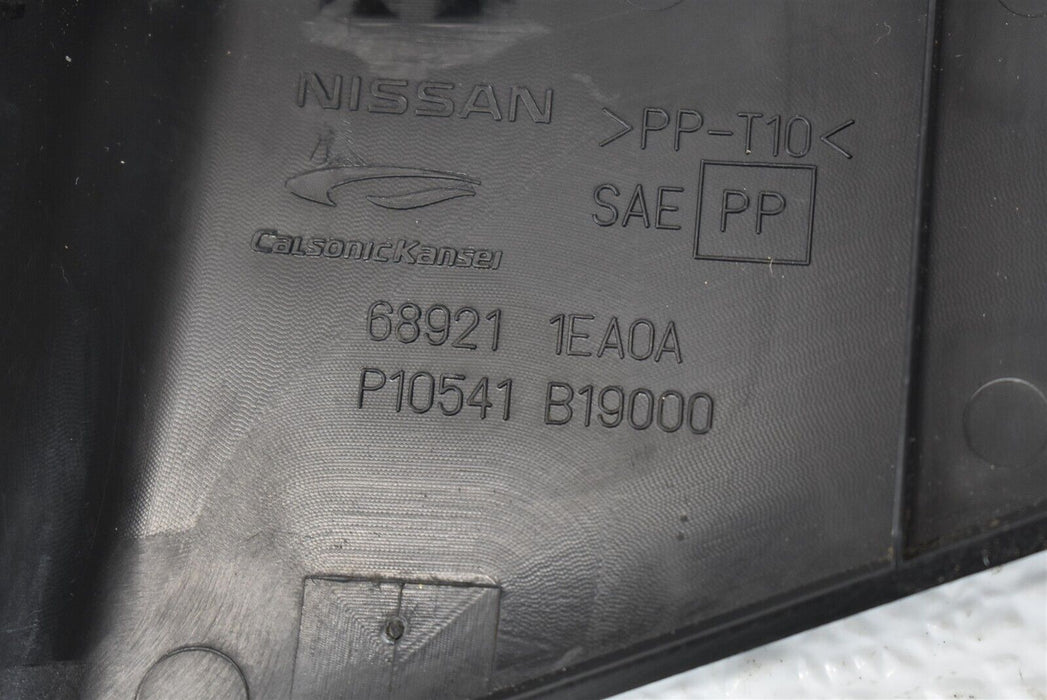 NISSAN
>PP-T10<
CalsonicKansei
SAE PP
68921 1EA0A
P10541 B19000